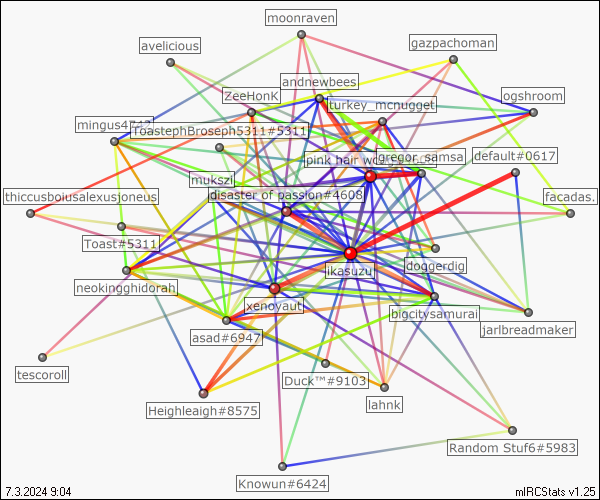 moonraven
avelicious
gazpachoman
andnewbees
ZeeHonK
turkey_mcnugget
ogshroom
mingus4
ToastephBroseph5311#5311
pink hair
gregor_samsa
default#0617
mukszi
disaster of passion#4608
thiccusboiusalexusjoneus
facadas.
Toast#5311
doggerdig
ikasuzu
neokingghidorah
xenoyaut
bigcitysamurai
asad#6947
jarlbreadmaker
tescoroll
Duck™#9103
lahnk
Heighleaigh#8575
Random Stuf6#5983
Knowun#6424
7.3.2024 9:04
mIRCStats v1.25